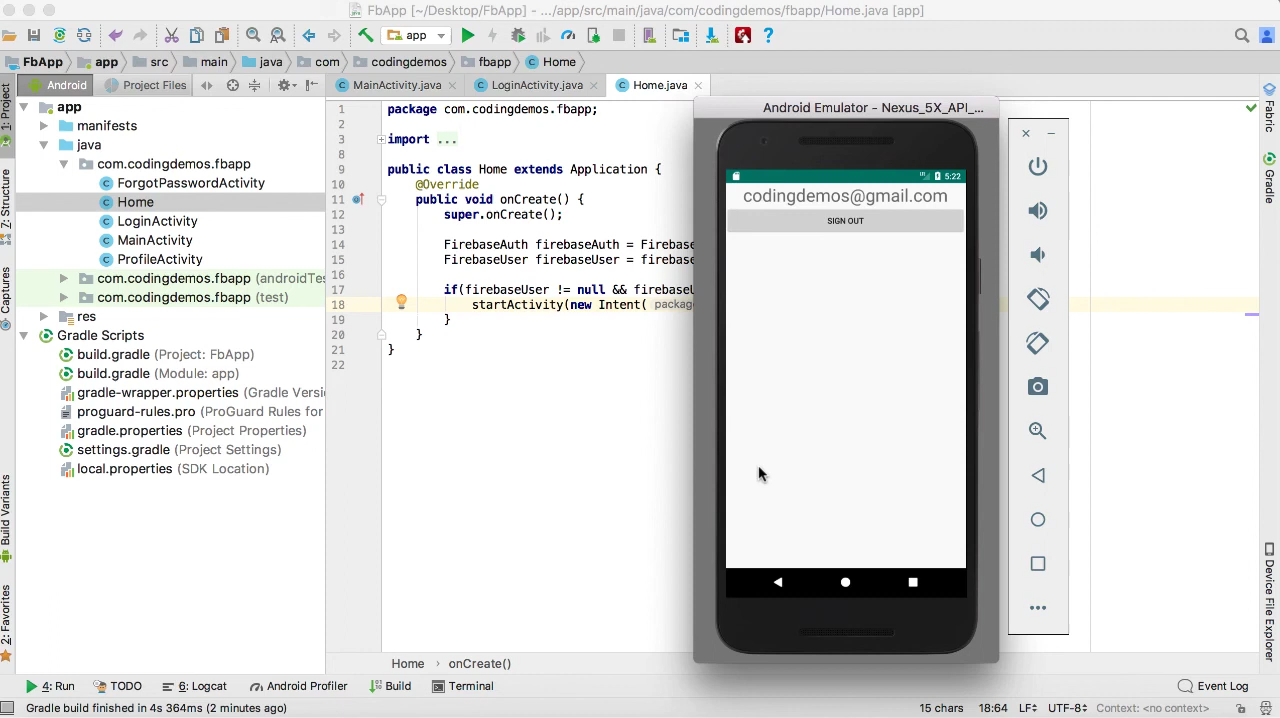 FbApp [~/Desktop/FbApp] - .../app/src/main/java/com/codingdemos/fbapp/Home.java [app]
app
FbApp app src main java com codingdemos fbapp Home
Android Project Files
MainActivity.java LoginActivity.java Home.java
1: Project
Z: Structure
Captures
Build Variants
2: Favorites
app
manifests
java
com.codingdemos.fbapp
ForgotPasswordActivity
Home
LoginActivity
MainActivity
ProfileActivity
com.codingdemos.fbapp (androidTes
com.codingdemos.fbapp (test)
res
Gradle Scripts
build.gradle (Project: FbApp)
build.gradle (Module: app)
gradle-wrapper.properties (Gradle Versi
proguard-rules.pro (ProGuard Rules for
gradle.properties (Project Properties)
settings.gradle (Project Settings)
local.properties (SDK Location)
1 package com.codingdemos.fbapp;
2
3 import ...
8
9 public class Home extends Application {
10 @Override
11 public void onCreate() {
12 super.onCreate();
13
14 FirebaseAuth firebaseAuth = Firebas
15 FirebaseUser firebaseUser = firebas
16
17 if(firebaseUser != null && firebaseU
18 startActivity(new Intent( packag
19 }
20 }
21 }
22
Android Emulator - Nexus_5X_API_...
5:22
codingdemos@gmail.com
SIGN OUT
Fabric
Gradle
Device File Explorer
Home › onCreate()
4: Run TODO 6: Logcat Android Profiler Build Terminal Event Log
Gradle build finished in 4s 364ms (2 minutes ago) 15 chars 18:64 LF÷ UTF-8÷ Context: <no context>